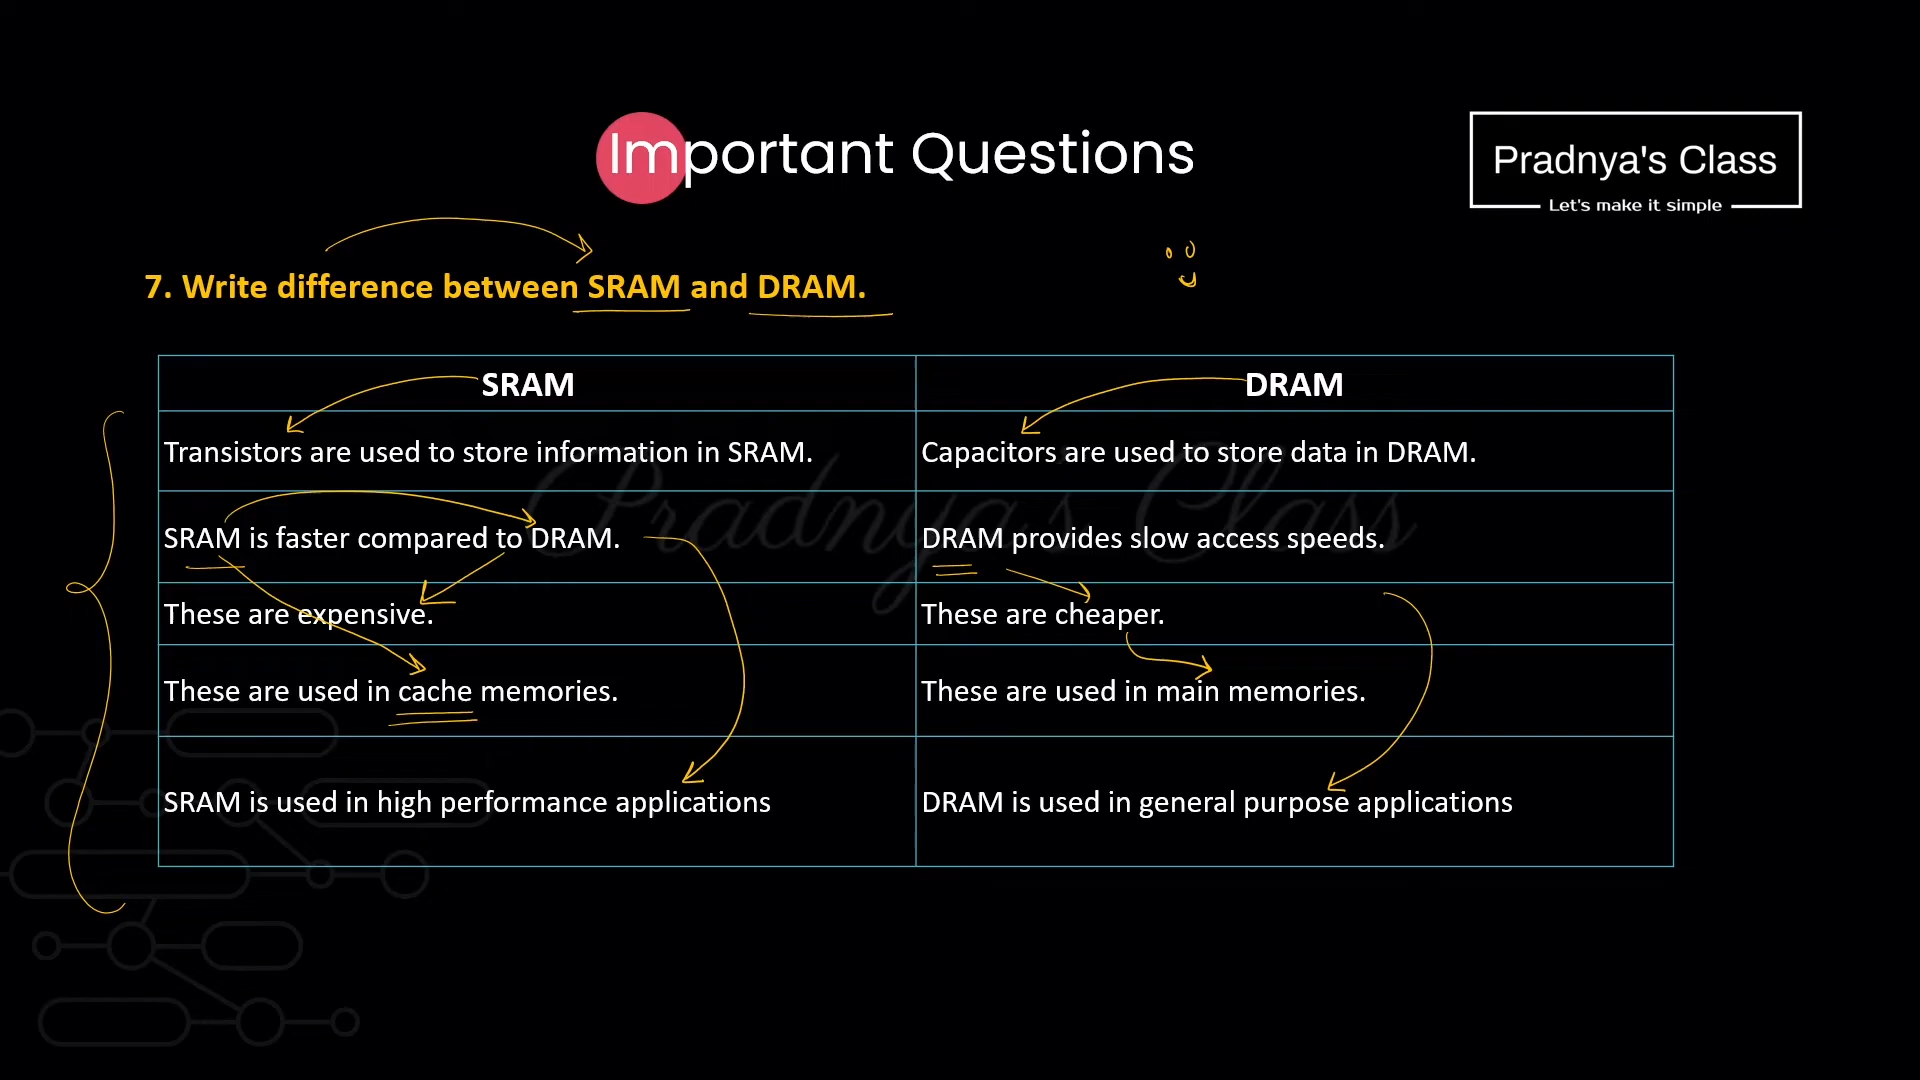 Important Questions
Pradnya's Class
Let's make it simple
7. Write difference between SRAM and DRAM.
SRAM
DRAM
Transistors are used to store information in SRAM.
Capacitors are used to store data in DRAM.
SRAM is faster compared to DRAM.
DRAM provides slow access speeds.
These are expensive.
These are cheaper.
These are used in cache memories.
These are used in main memories.
SRAM is used in high performance applications
DRAM is used in general purpose applications
Pradnya's Class